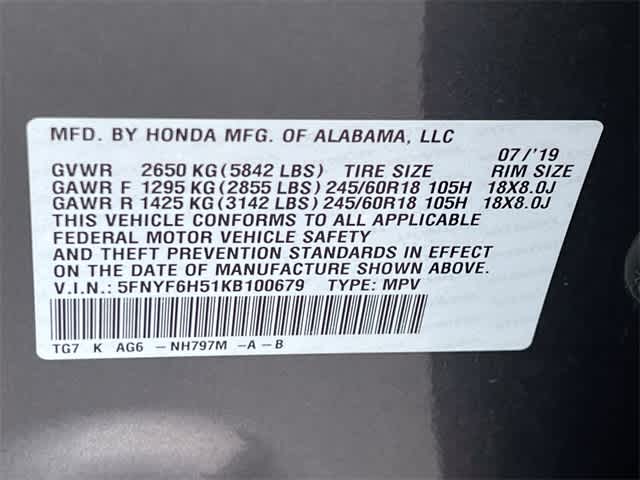 MFD. BY HONDA MFG. OF ALABAMA, LLC
07/'19
GVWR 2650 KG (5842 LBS) TIRE SIZE RIM SIZE
GAWR F 1295 KG (2855 LBS) 245/60R18 105H 18X8.0J
GAWR R 1425 KG (3142 LBS) 245/60R18 105H 18X8.0J
THIS VEHICLE CONFORMS TO ALL APPLICABLE
FEDERAL MOTOR VEHICLE SAFETY
AND THEFT PREVENTION STANDARDS IN EFFECT
ON THE DATE OF MANUFACTURE SHOWN ABOVE.
V.I.N.: 5FNYF6H51KB100679 TYPE: MPV
TG7 K AG6 -NH797M -A-B